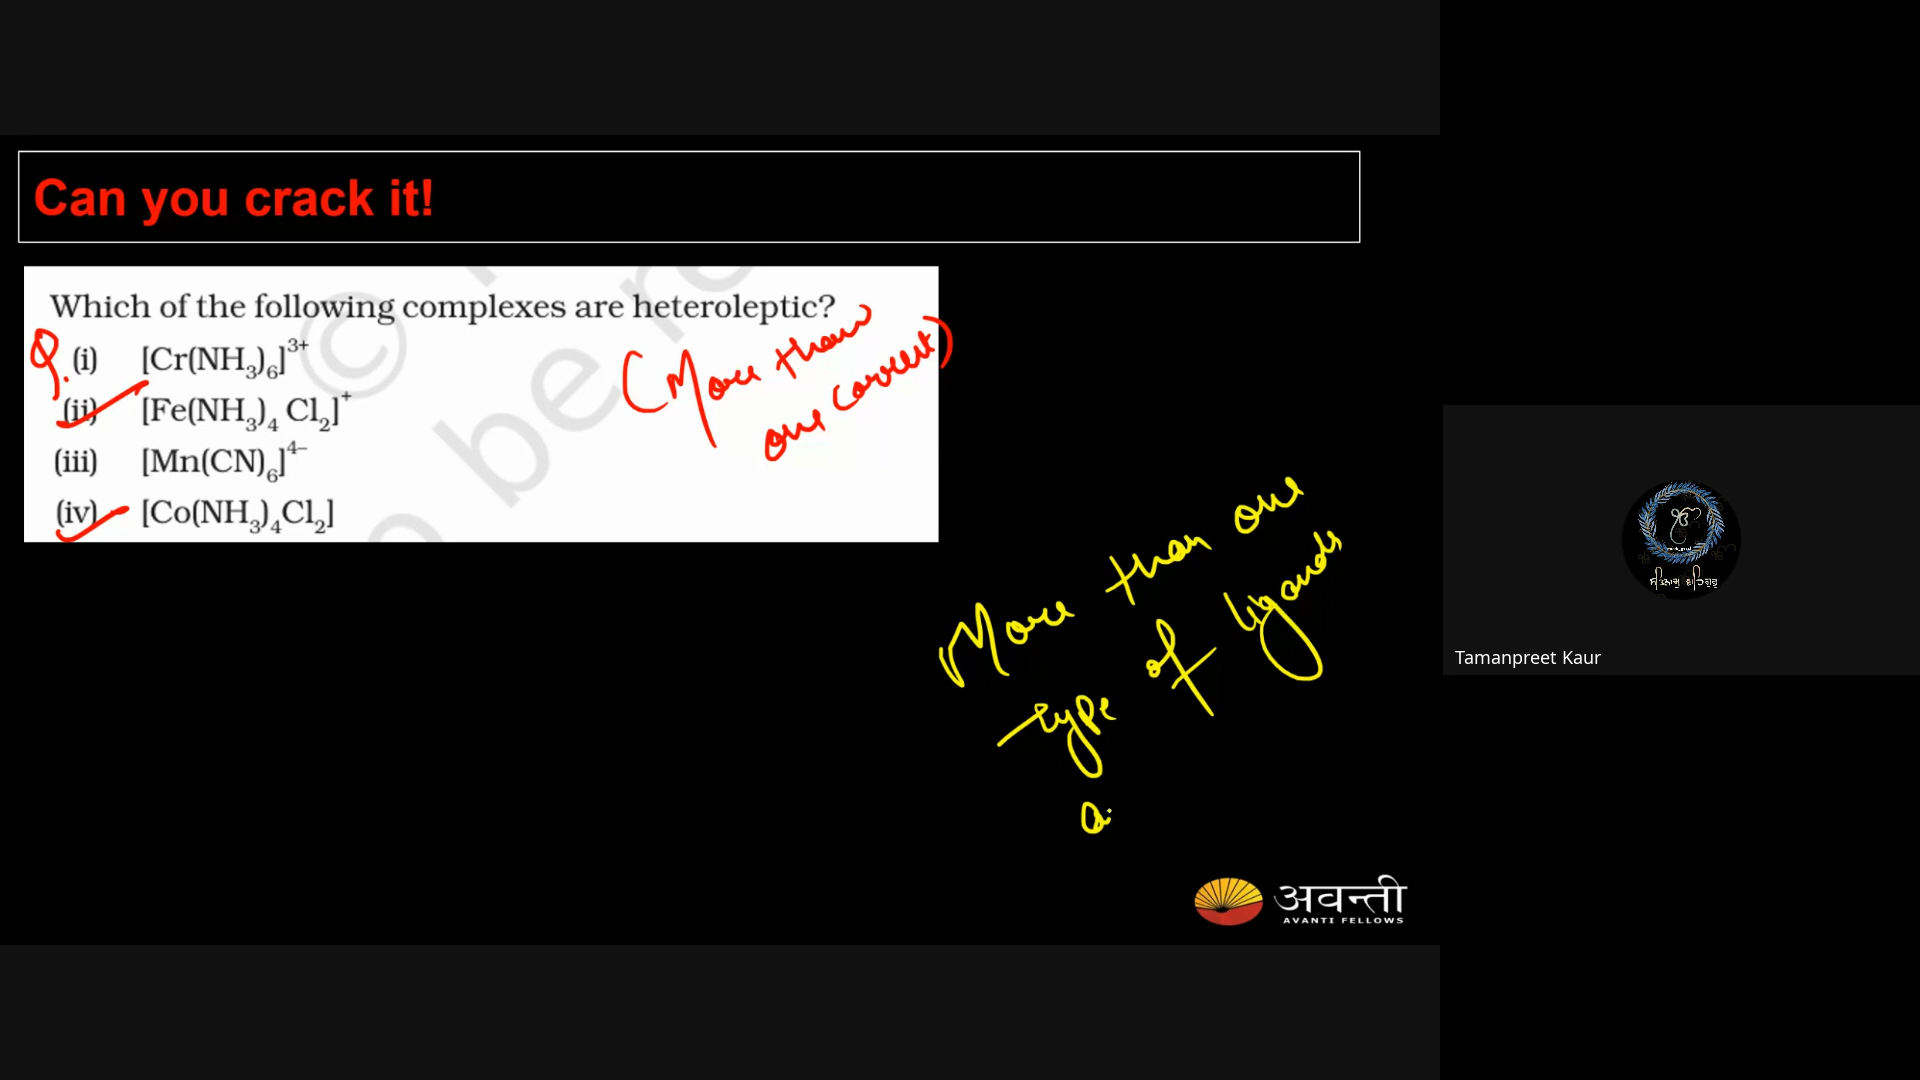 Can you crack it!
Which of the following complexes are heteroleptic?
Q. (i) [Cr(NH₃)₆]³⁺
(ii) [Fe(NH₃)₄ Cl₂]⁺
(iii) [Mn(CN)₆]⁴⁻
(iv) [Co(NH₃)₄Cl₂]
(More than
one correct)
More than one
type of ligands
a
अवन्ती
AVANTI FELLOWS
Tamanpreet Kaur